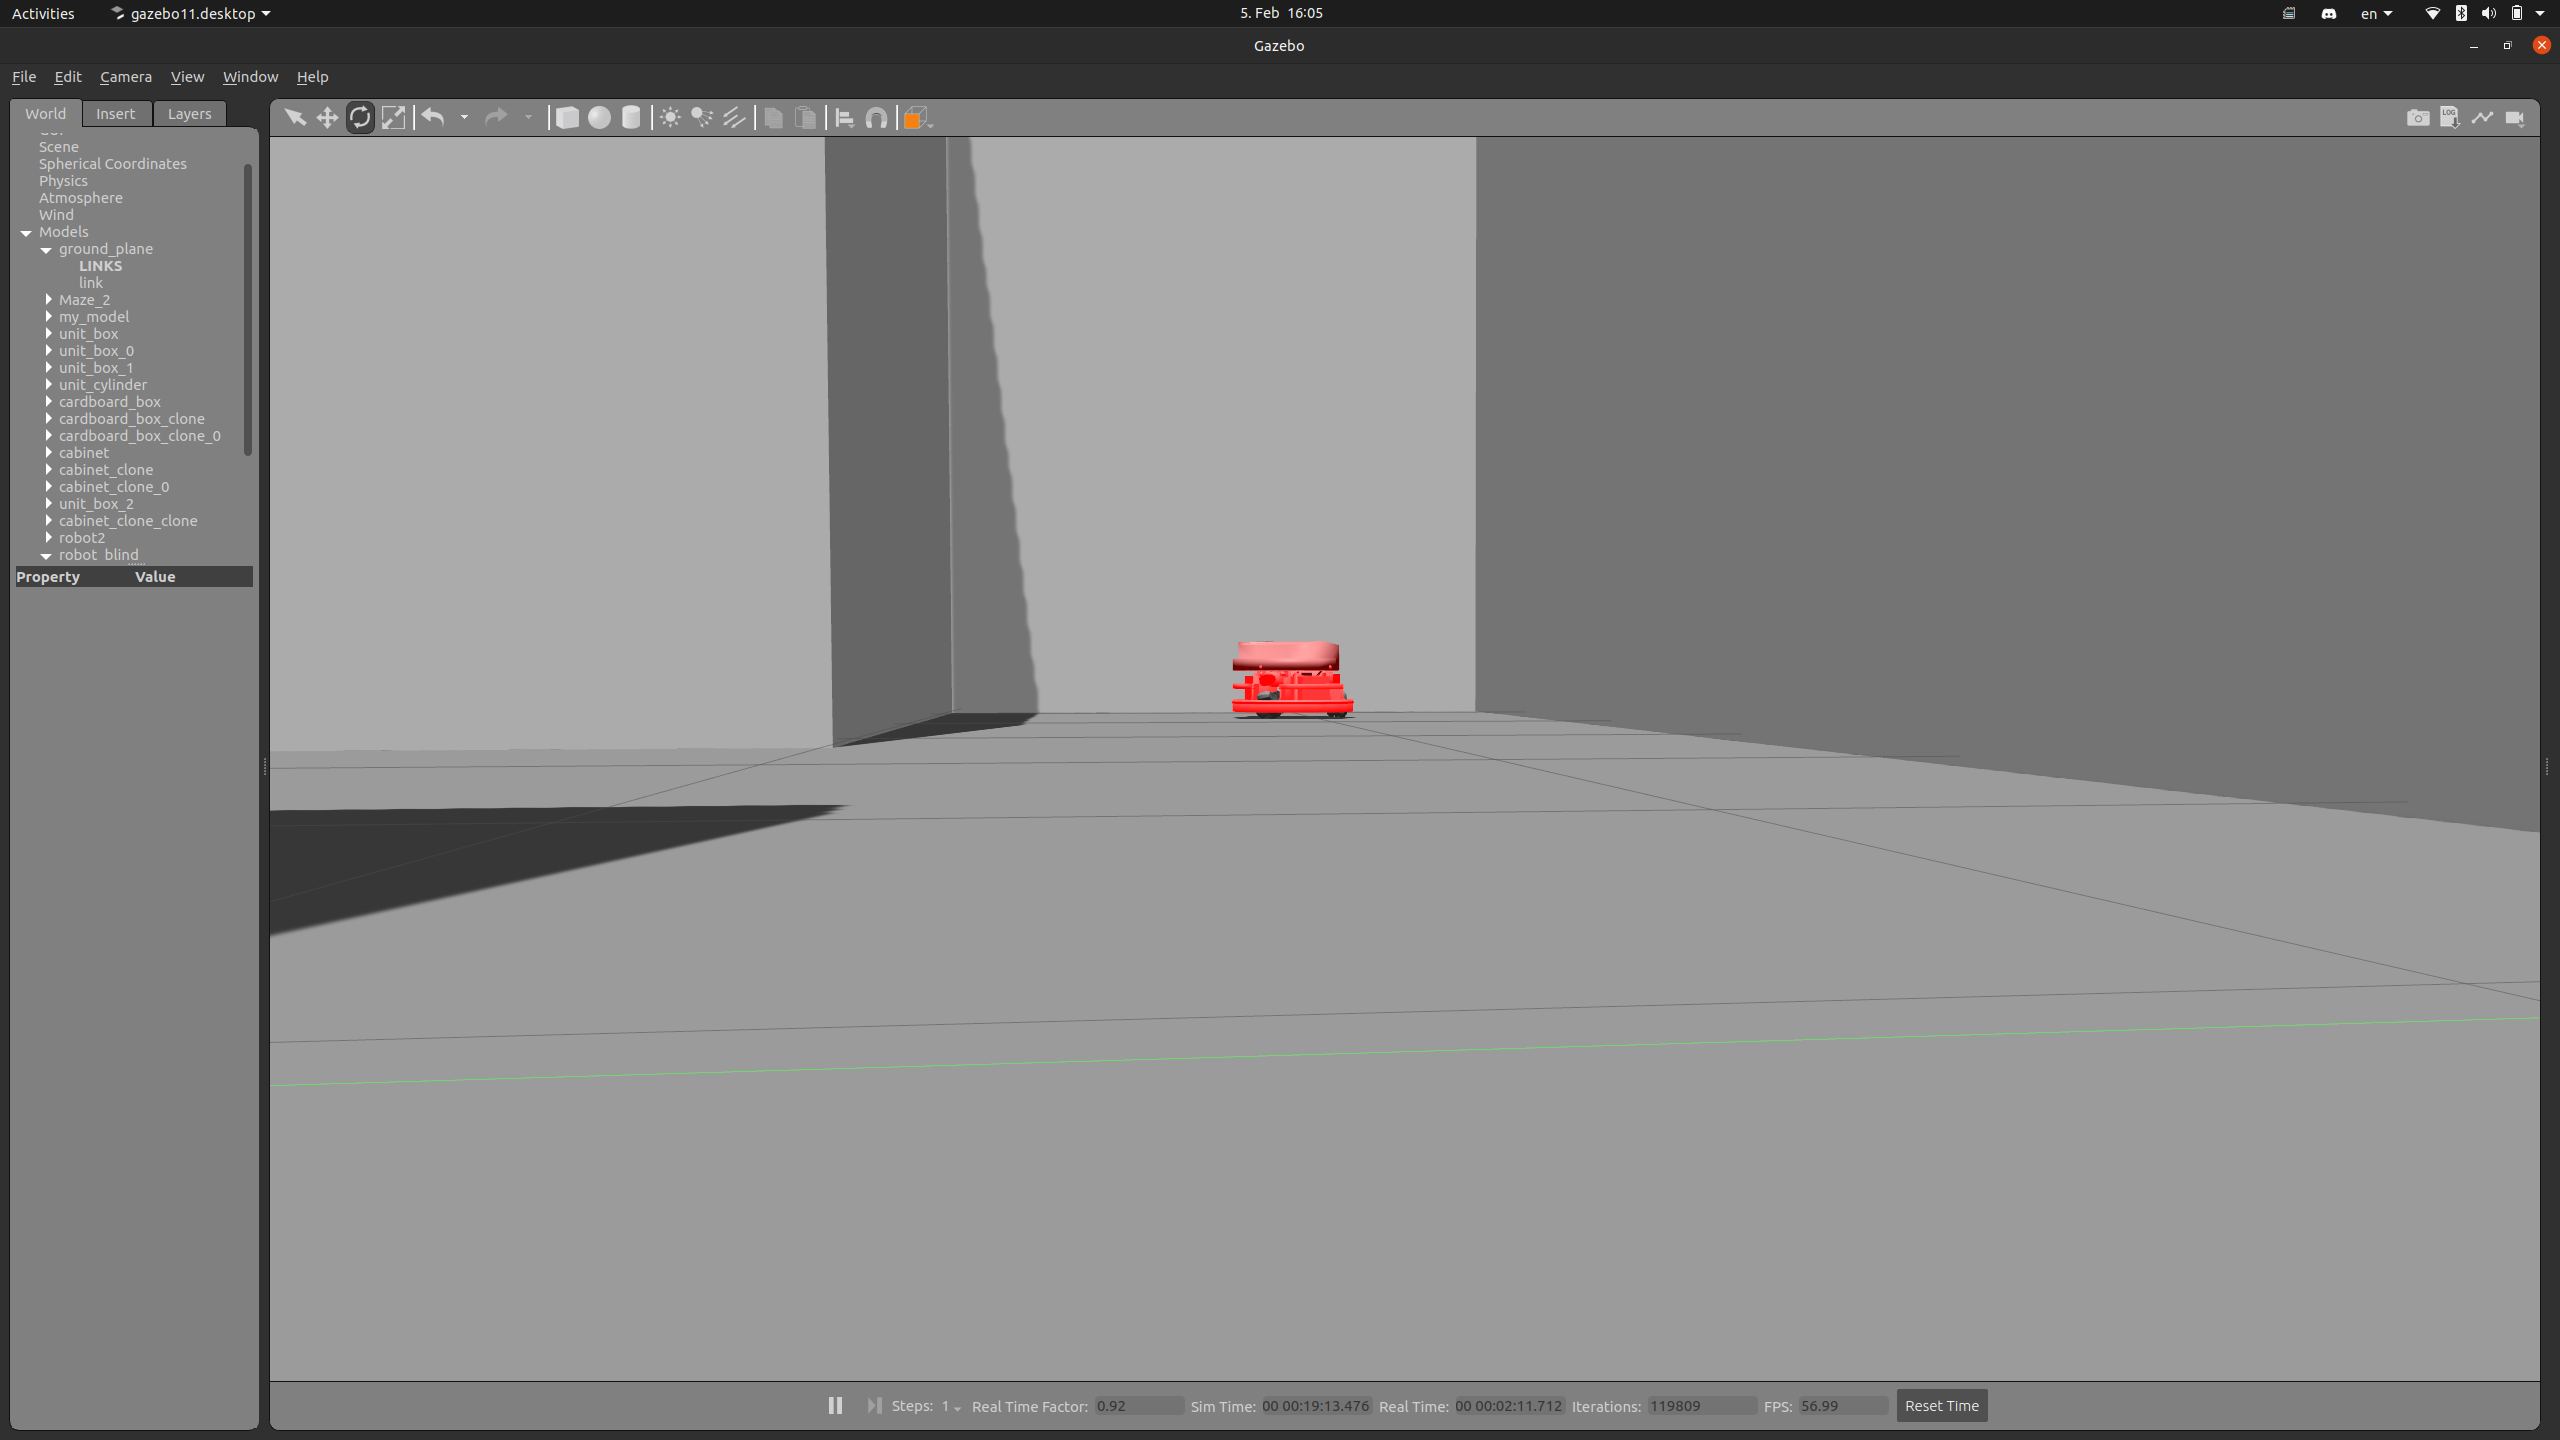 Activities gazebo11.desktop 5. Feb 16:05 en
Gazebo
File Edit Camera View Window Help
World Insert Layers
Scene
Spherical Coordinates
Physics
Atmosphere
Wind
Models
ground_plane
LINKS
link
Maze_2
my_model
unit_box
unit_box_0
unit_box_1
unit_cylinder
cardboard_box
cardboard_box_clone
cardboard_box_clone_0
cabinet
cabinet_clone
cabinet_clone_0
unit_box_2
cabinet_clone_clone
robot2
robot_blind
Property Value
LOG
Steps: 1 Real Time Factor: 0.92 Sim Time: 00 00:19:13.476 Real Time: 00 00:02:11.712 Iterations: 119809 FPS: 56.99 Reset Time